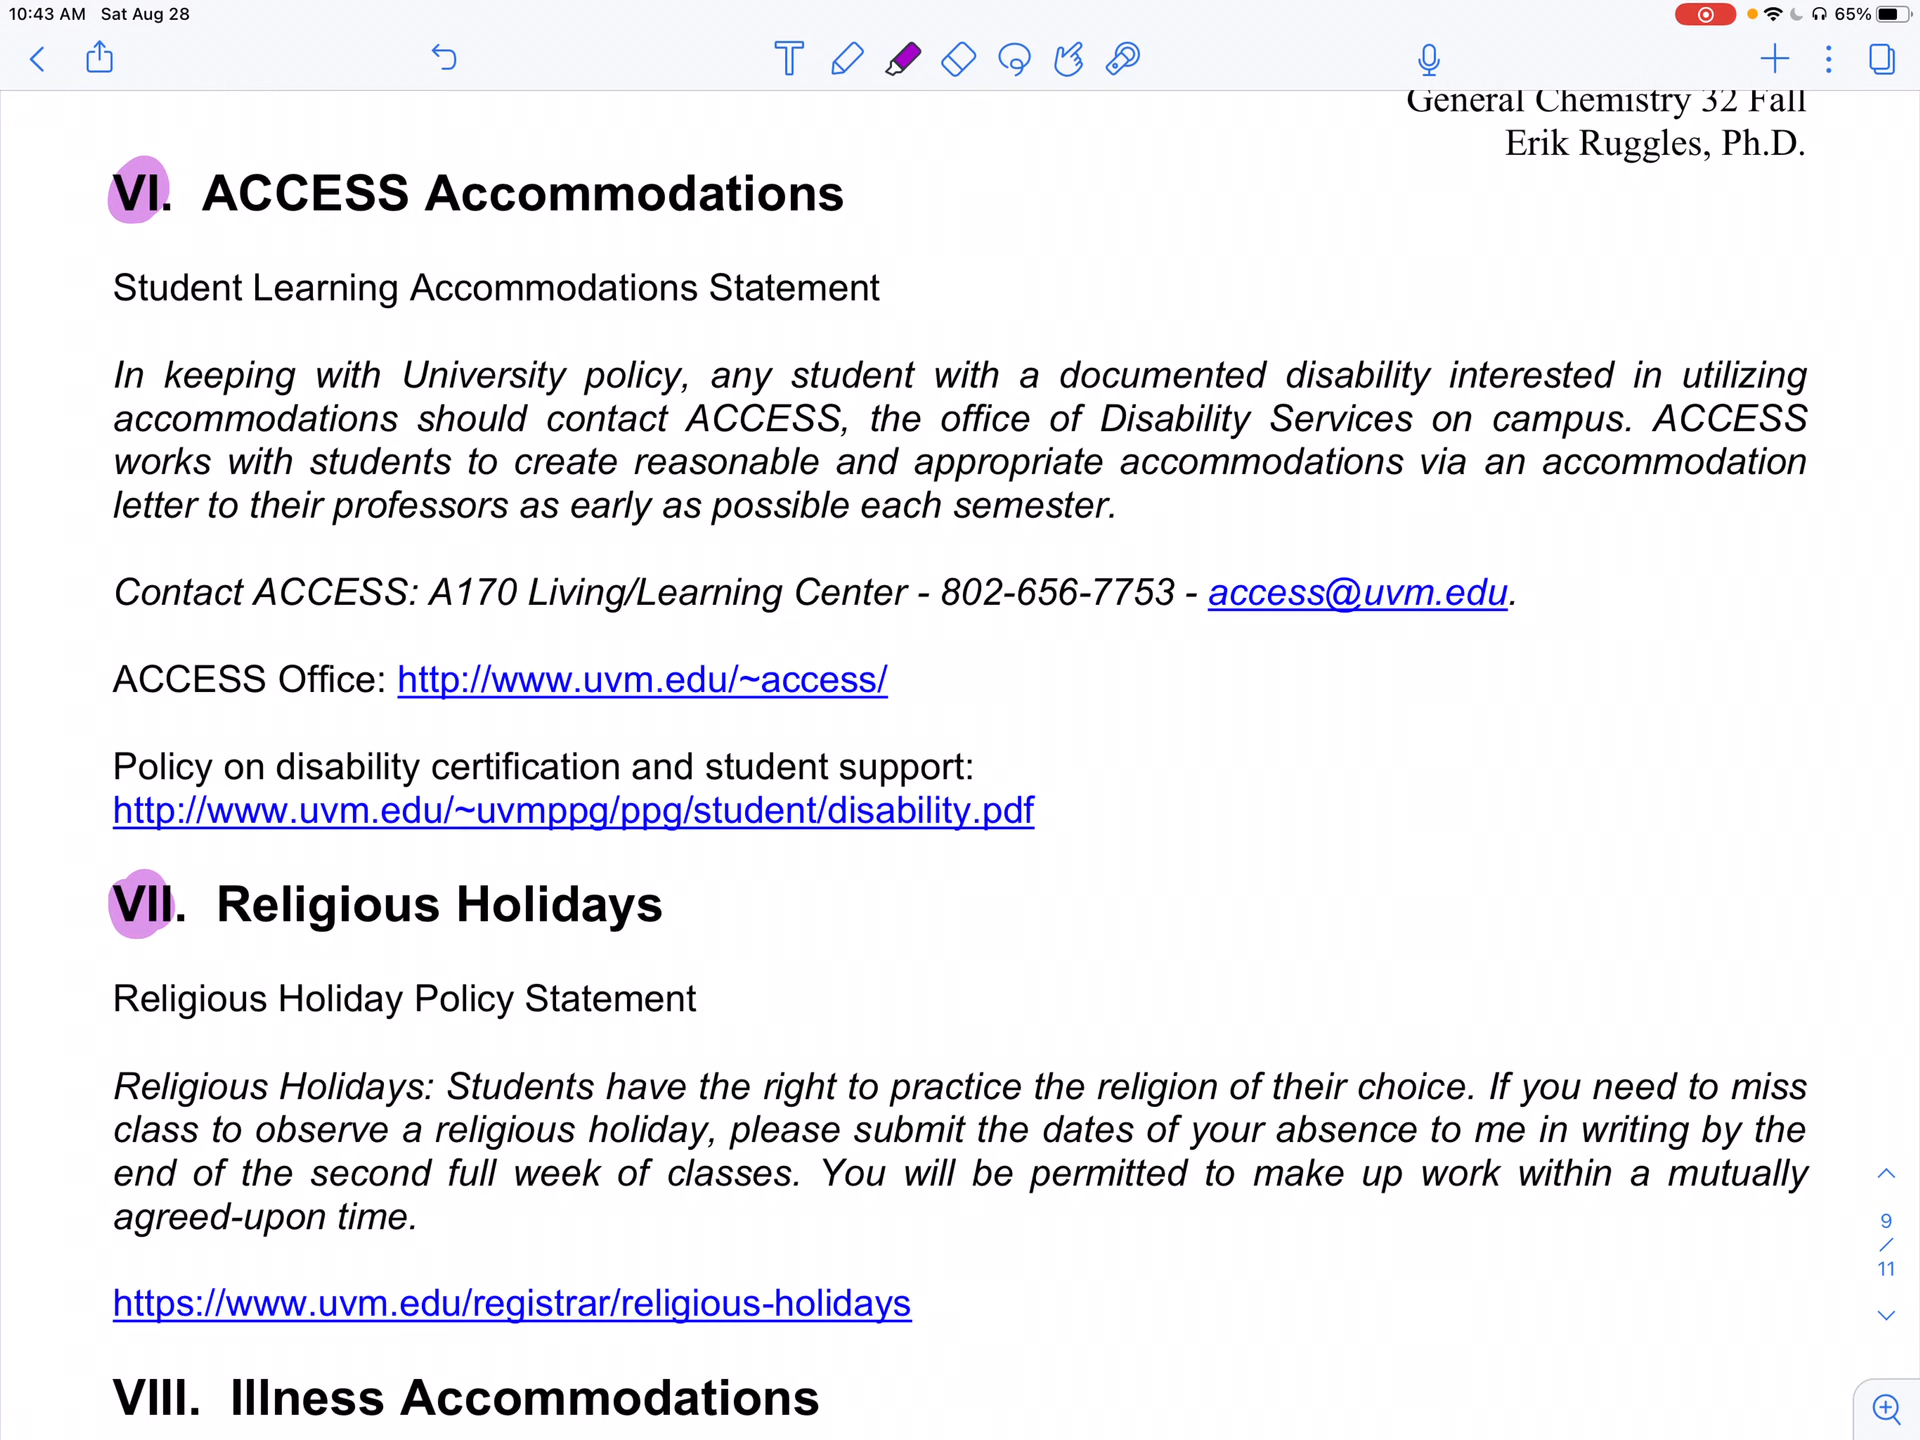 10:43 AM Sat Aug 28
65%
General Chemistry 32 Fall
Erik Ruggles, Ph.D.
VI. ACCESS Accommodations
Student Learning Accommodations Statement
In keeping with University policy, any student with a documented disability interested in utilizing
accommodations should contact ACCESS, the office of Disability Services on campus. ACCESS
works with students to create reasonable and appropriate accommodations via an accommodation
letter to their professors as early as possible each semester.
Contact ACCESS: A170 Living/Learning Center - 802-656-7753 - access@uvm.edu.
ACCESS Office: http://www.uvm.edu/~access/
Policy on disability certification and student support:
http://www.uvm.edu/~uvmppg/ppg/student/disability.pdf
VII. Religious Holidays
Religious Holiday Policy Statement
Religious Holidays: Students have the right to practice the religion of their choice. If you need to miss
class to observe a religious holiday, please submit the dates of your absence to me in writing by the
end of the second full week of classes. You will be permitted to make up work within a mutually
agreed-upon time.
https://www.uvm.edu/registrar/religious-holidays
VIII. Illness Accommodations
9
/
11